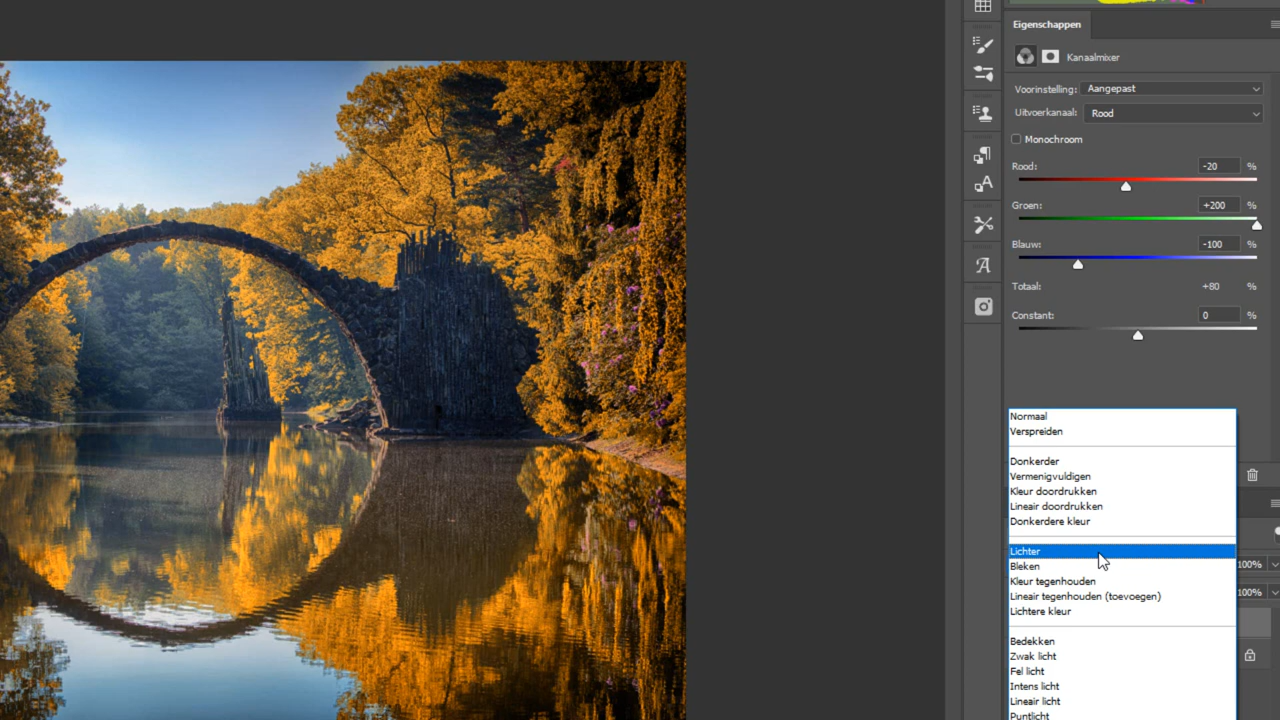 Eigenschappen
Kanaalmixer
Voorinstelling: Aangepast
Uitvoerkanaal: Rood
Monochroom
Rood: -20 %
Groen: +200 %
Blauw: -100 %
Totaal: +80 %
Constant: 0 %
Normaal
Verspreiden
Donkerder
Vermenigvuldigen
Kleur doordrukken
Lineair doordrukken
Donkerdere kleur
Lichter
Bleken
100%
Kleur tegenhouden
Lineair tegenhouden (toevoegen)
100%
Lichtere kleur
Bedekken
Zwak licht
Fel licht
Intens licht
Lineair licht
Puntlicht